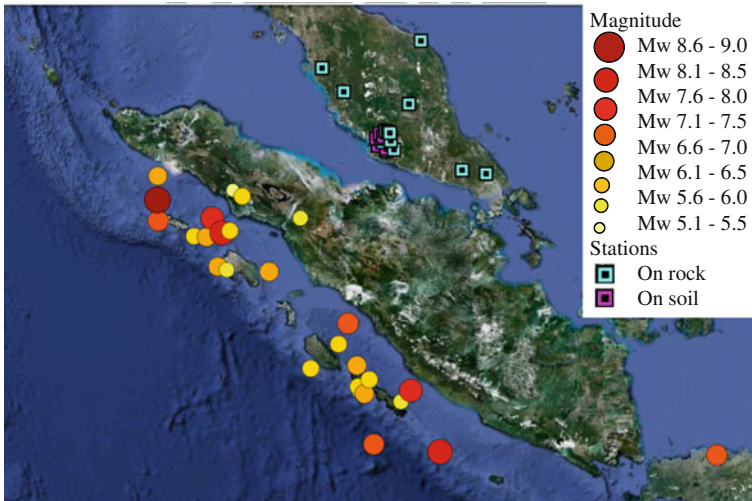 Magnitude
Mw 8.6 - 9.0
Mw 8.1 - 8.5
Mw 7.6 - 8.0
Mw 7.1 - 7.5
Mw 6.6 - 7.0
Mw 6.1 - 6.5
Mw 5.6 - 6.0
Mw 5.1 - 5.5
Stations
On rock
On soil